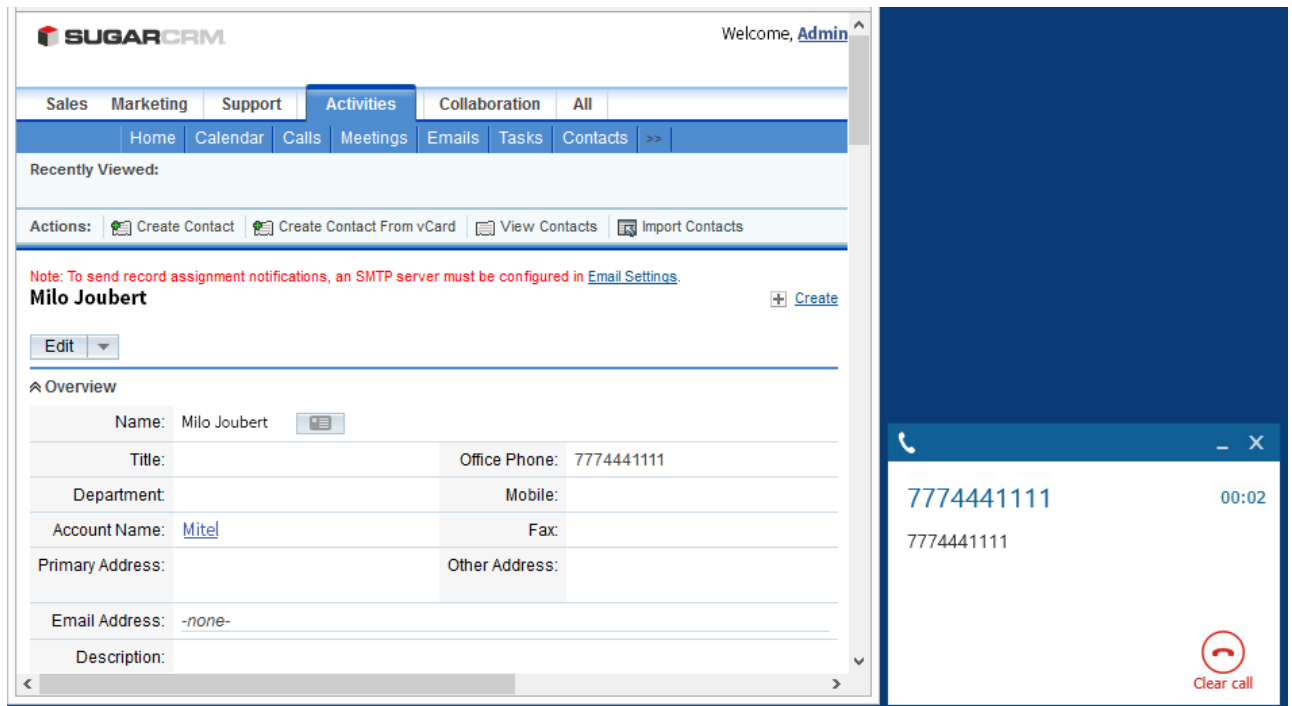 SUGARCRM.
Welcome, Admin
Sales Marketing Support Activities Collaboration All
Home Calendar Calls Meetings Emails Tasks Contacts >>
Recently Viewed:
Actions: Create Contact Create Contact From vCard View Contacts Import Contacts
Note: To send record assignment notifications, an SMTP server must be configured in Email Settings.
Milo Joubert
Create
Edit
Overview
Name: Milo Joubert
Title: Office Phone: 7774441111
Department: Mobile:
Account Name: Mitel Fax:
Primary Address: Other Address:
Email Address: -none-
Description:
7774441111 00:02
7774441111
Clear call